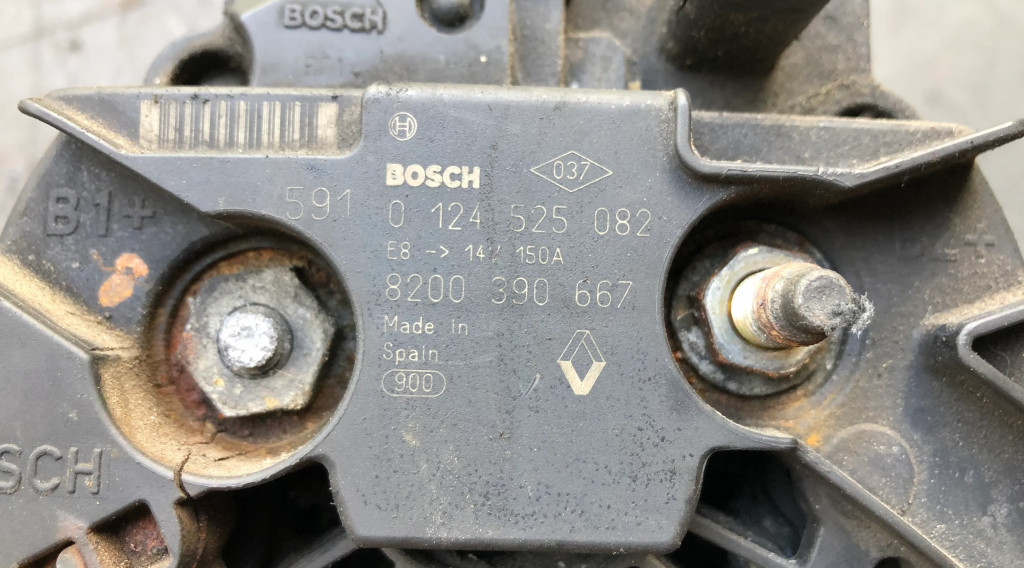 BOSCH
BOSCH
037
B1+
591 0 124 525 082
E8 -> 14V 150A
8200 390 667
Made in
Spain
900